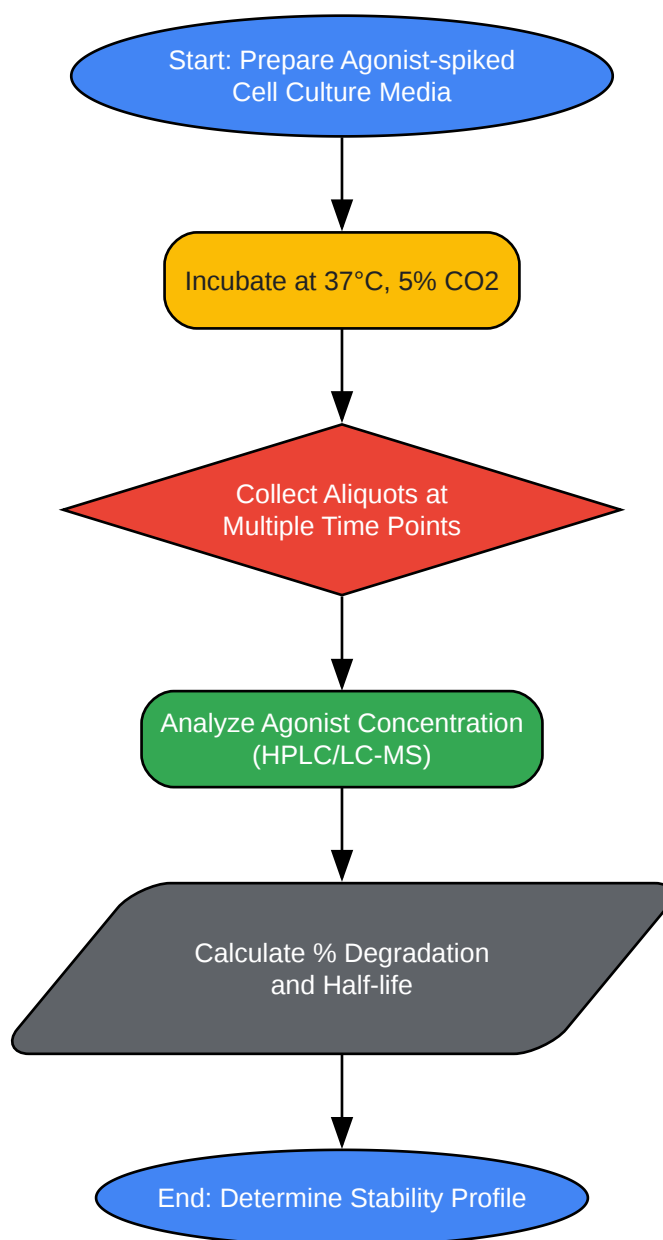 Start: Prepare Agonist-spiked
Cell Culture Media
Incubate at 37°C, 5% CO2
Collect Aliquots at
Multiple Time Points
Analyze Agonist Concentration
(HPLC/LC-MS)
Calculate % Degradation
and Half-life
End: Determine Stability Profile